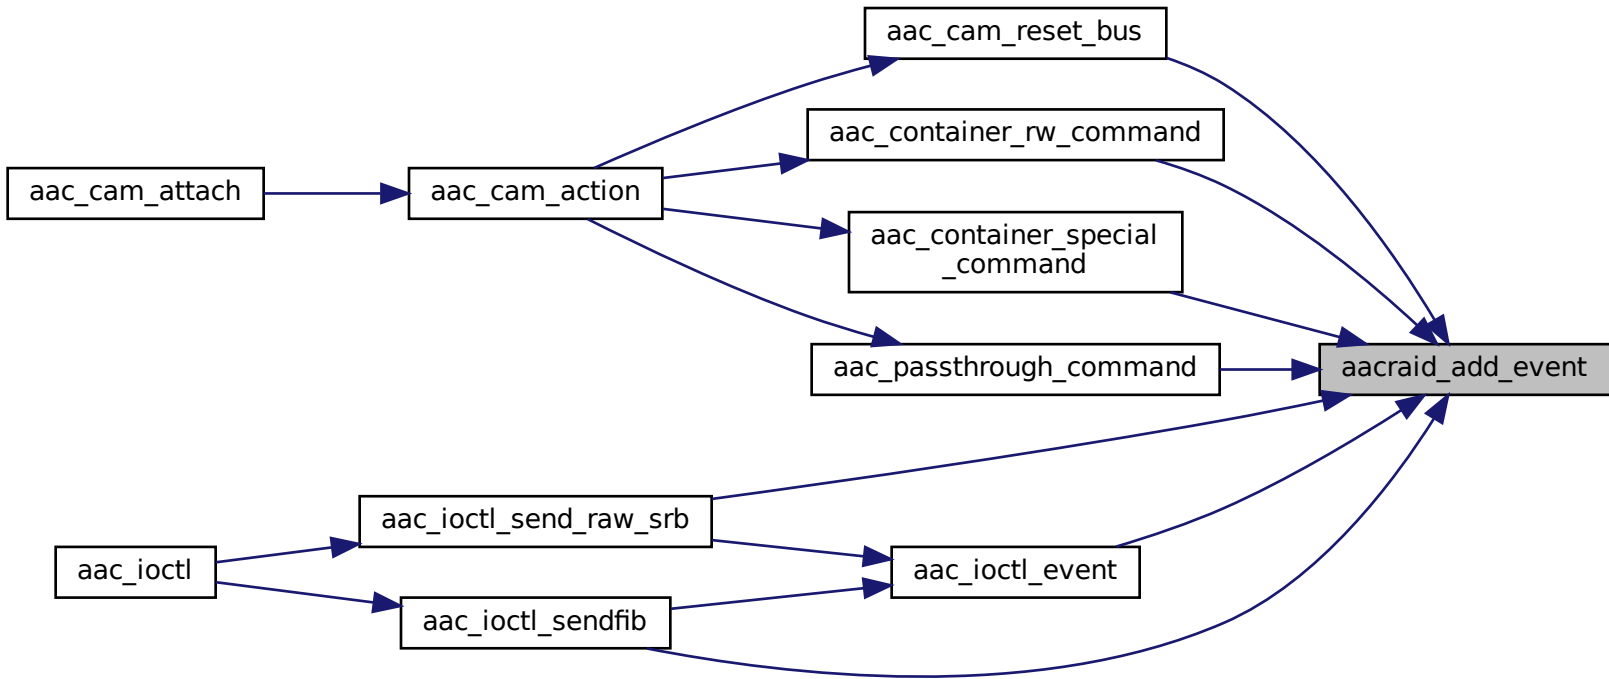 aac_cam_reset_bus
aac_container_rw_command
aac_cam_attach
aac_cam_action
aac_container_special
_command
aac_passthrough_command
aacraid_add_event
aac_ioctl_send_raw_srb
aac_ioctl
aac_ioctl_event
aac_ioctl_sendfib